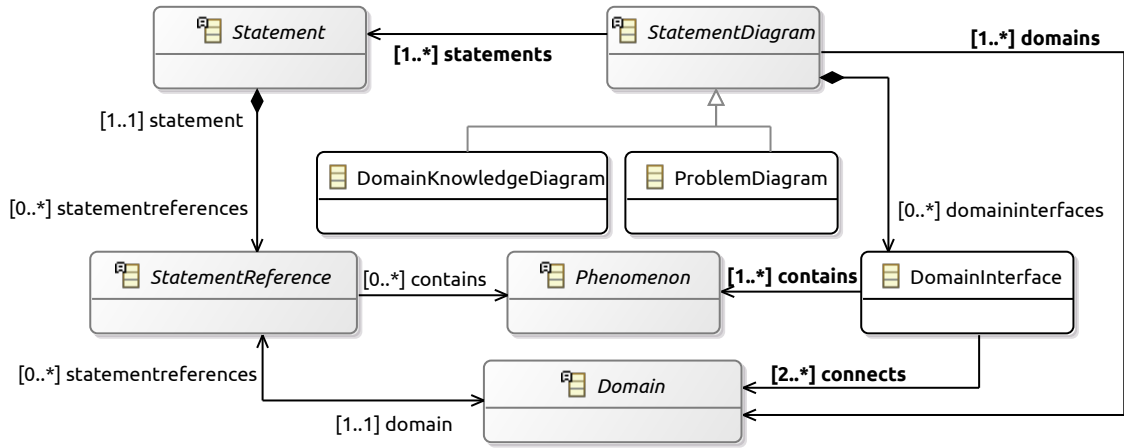 Statement
StatementDiagram
[1..*] domains
[1..*] statements
[1..1] statement
DomainKnowledgeDiagram
ProblemDiagram
[0..*] statementreferences
[0..*] domaininterfaces
StatementReference
[0..*] contains
Phenomenon
[1..*] contains
DomainInterface
[0..*] statementreferences
Domain
[2..*] connects
[1..1] domain